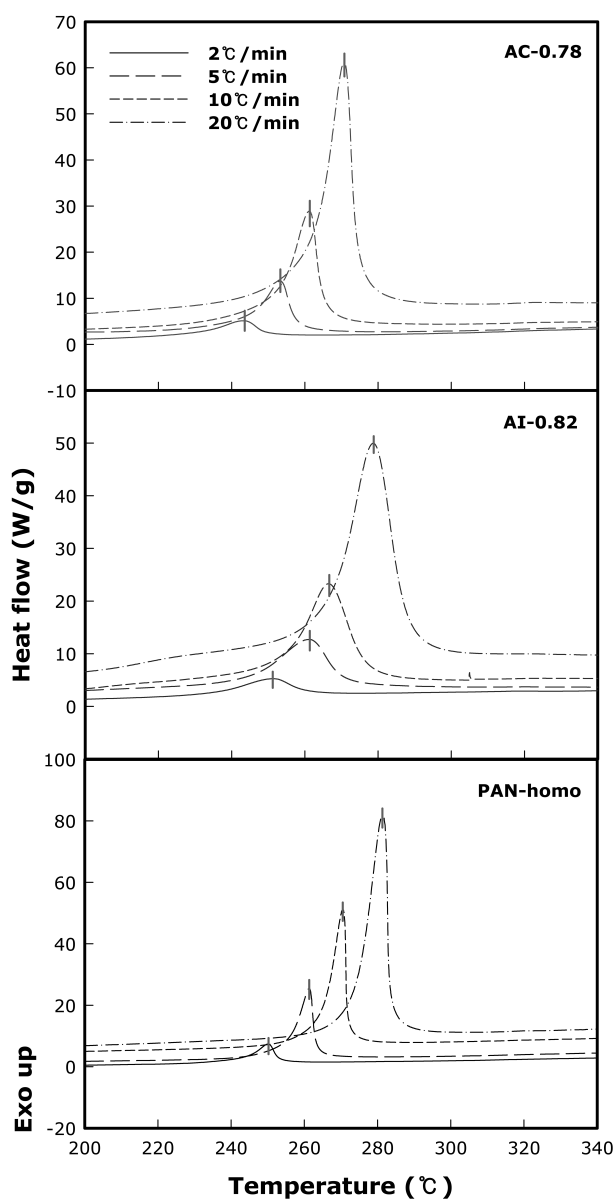 70
AC-0.78
2℃/min
60
5℃/min
10℃/min
50
20℃/min
40
30
20
10
0
-10
AI-0.82
50
40
30
20
10
0
100
PAN-homo
80
60
40
20
0
-20
Heat flow (W/g)
Exo up
200 220 240 260 280 300 320 340
Temperature (℃)